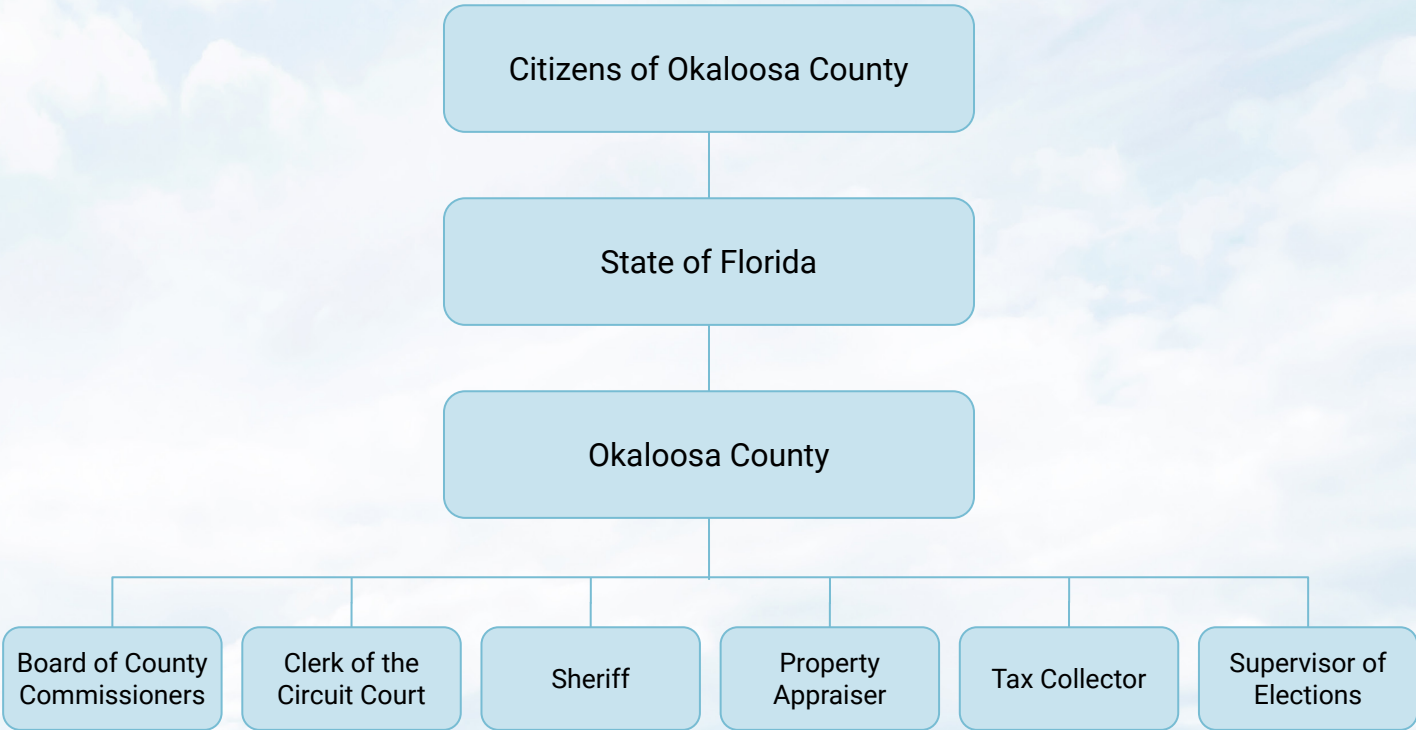 Citizens of Okaloosa County
State of Florida
Okaloosa County
Board of County
Commissioners
Clerk of the
Circuit Court
Sheriff
Property
Appraiser
Tax Collector
Supervisor of
Elections